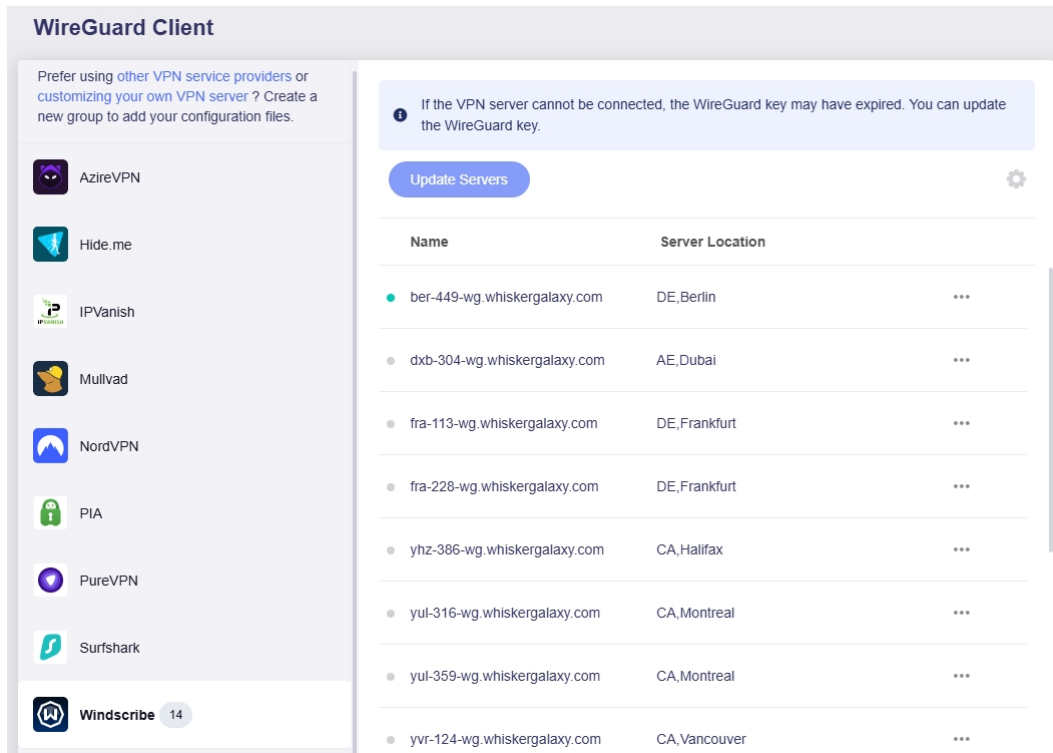 WireGuard Client
Prefer using other VPN service providers or
customizing your own VPN server ? Create a
new group to add your configuration files.
AzireVPN
Hide.me
IPVANISH
IPVanish
Mullvad
NordVPN
PIA
PureVPN
Surfshark
Windscribe 14
If the VPN server cannot be connected, the WireGuard key may have expired. You can update
the WireGuard key.
Update Servers
Name Server Location
ber-449-wg.whiskergalaxy.com DE,Berlin
dxb-304-wg.whiskergalaxy.com AE,Dubai
fra-113-wg.whiskergalaxy.com DE,Frankfurt
fra-228-wg.whiskergalaxy.com DE,Frankfurt
yhz-386-wg.whiskergalaxy.com CA,Halifax
yul-316-wg.whiskergalaxy.com CA,Montreal
yul-359-wg.whiskergalaxy.com CA,Montreal
yvr-124-wg.whiskergalaxy.com CA,Vancouver